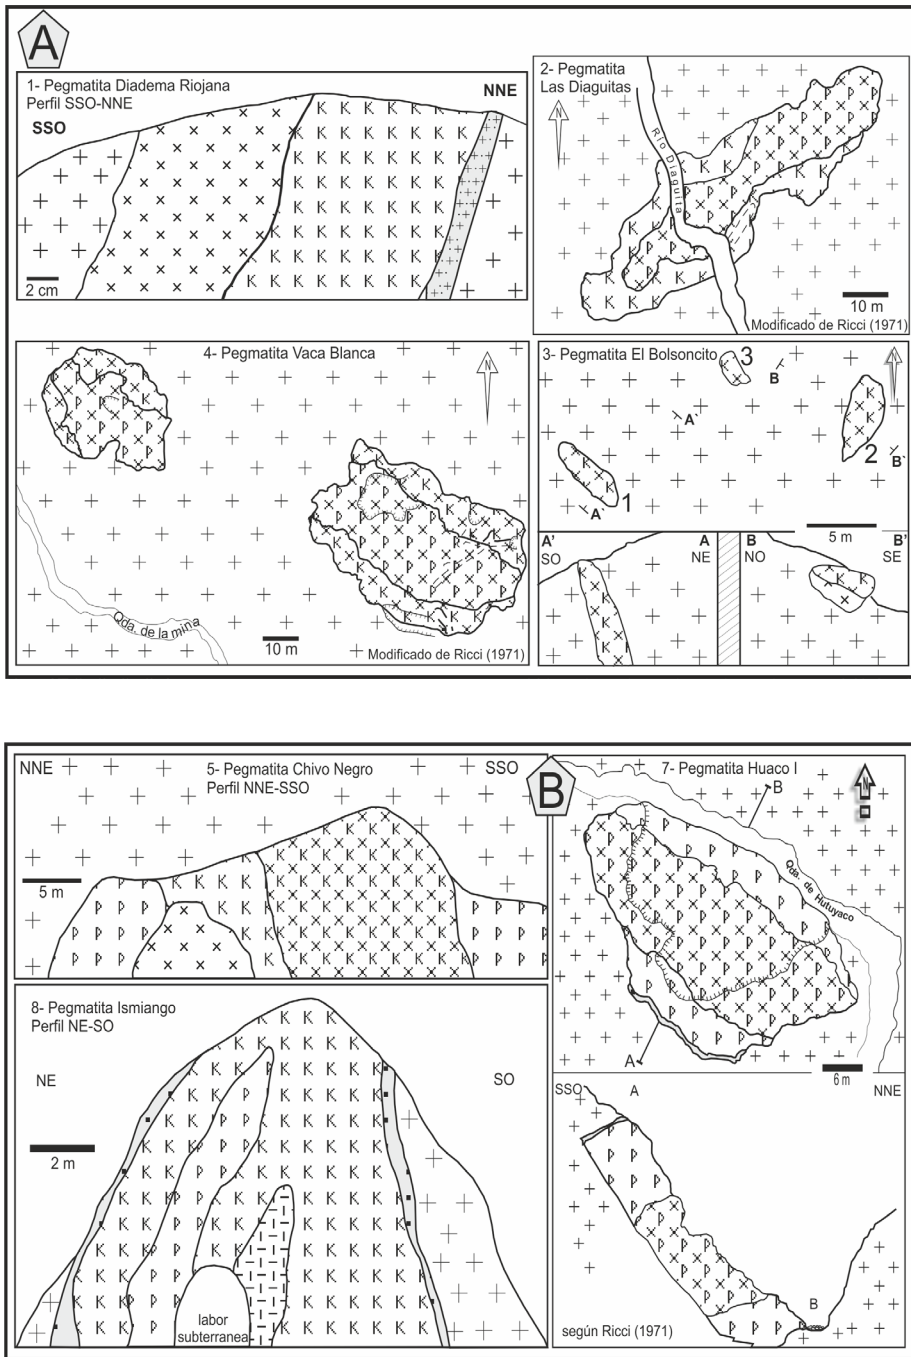 A
1- Pegmatita Diadema Riojana
Perfil SSO-NNE
SSO
NNE
2 cm
2- Pegmatita
Las Diaguitas
N
Río Diaguita
10 m
Modificado de Ricci (1971)
4- Pegmatita Vaca Blanca
N
Qda. de la mina
10 m
Modificado de Ricci (1971)
3- Pegmatita El Bolsoncito
N
3
B
A`
2
B`
1
A`
5 m
A'
SO
A
NE
B
NO
B'
SE
B
NNE
5- Pegmatita Chivo Negro
Perfil NNE-SSO
SSO
5 m
7- Pegmatita Huaco I
N
B
Qda. de Hutuyaco
A
6 m
8- Pegmatita Ismiango
Perfil NE-SO
NE
SO
2 m
labor
subterranea
SSO
A
NNE
B
según Ricci (1971)